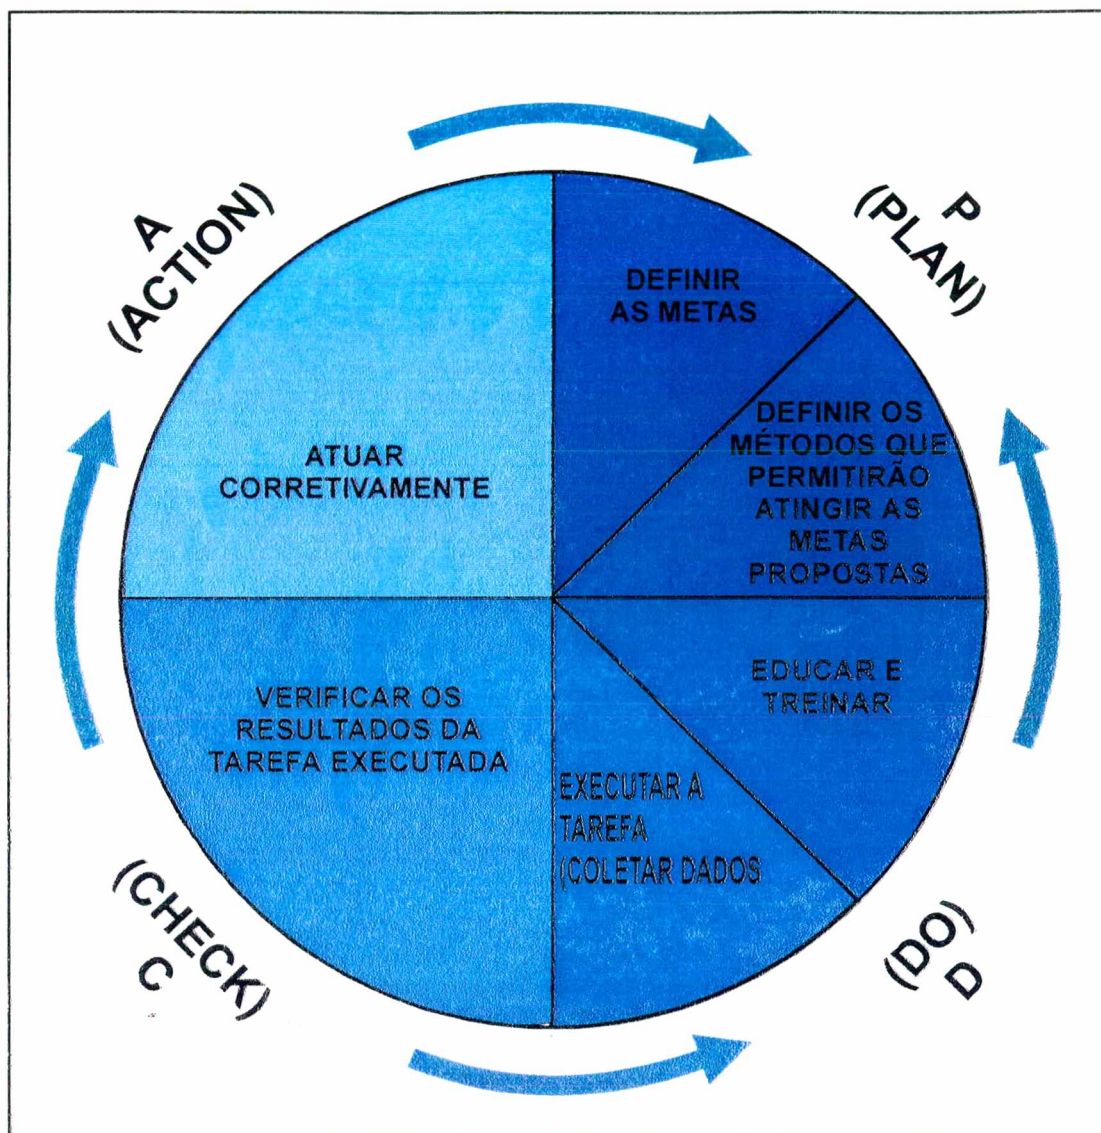 A
(ACTION)
P
(PLAN)
DEFINIR
AS METAS
DEFINIR OS
MÉTODOS QUE
PERMITIRÃO
ATINGIR AS
METAS
PROPOSTAS
EDUCAR E
TREINAR
EXECUTAR A
TAREFA
(COLETAR DADOS
VERIFICAR OS
RESULTADOS DA
TAREFA EXECUTADA
ATUAR
CORRETIVAMENTE
(CHECK)
C
(DO)
D